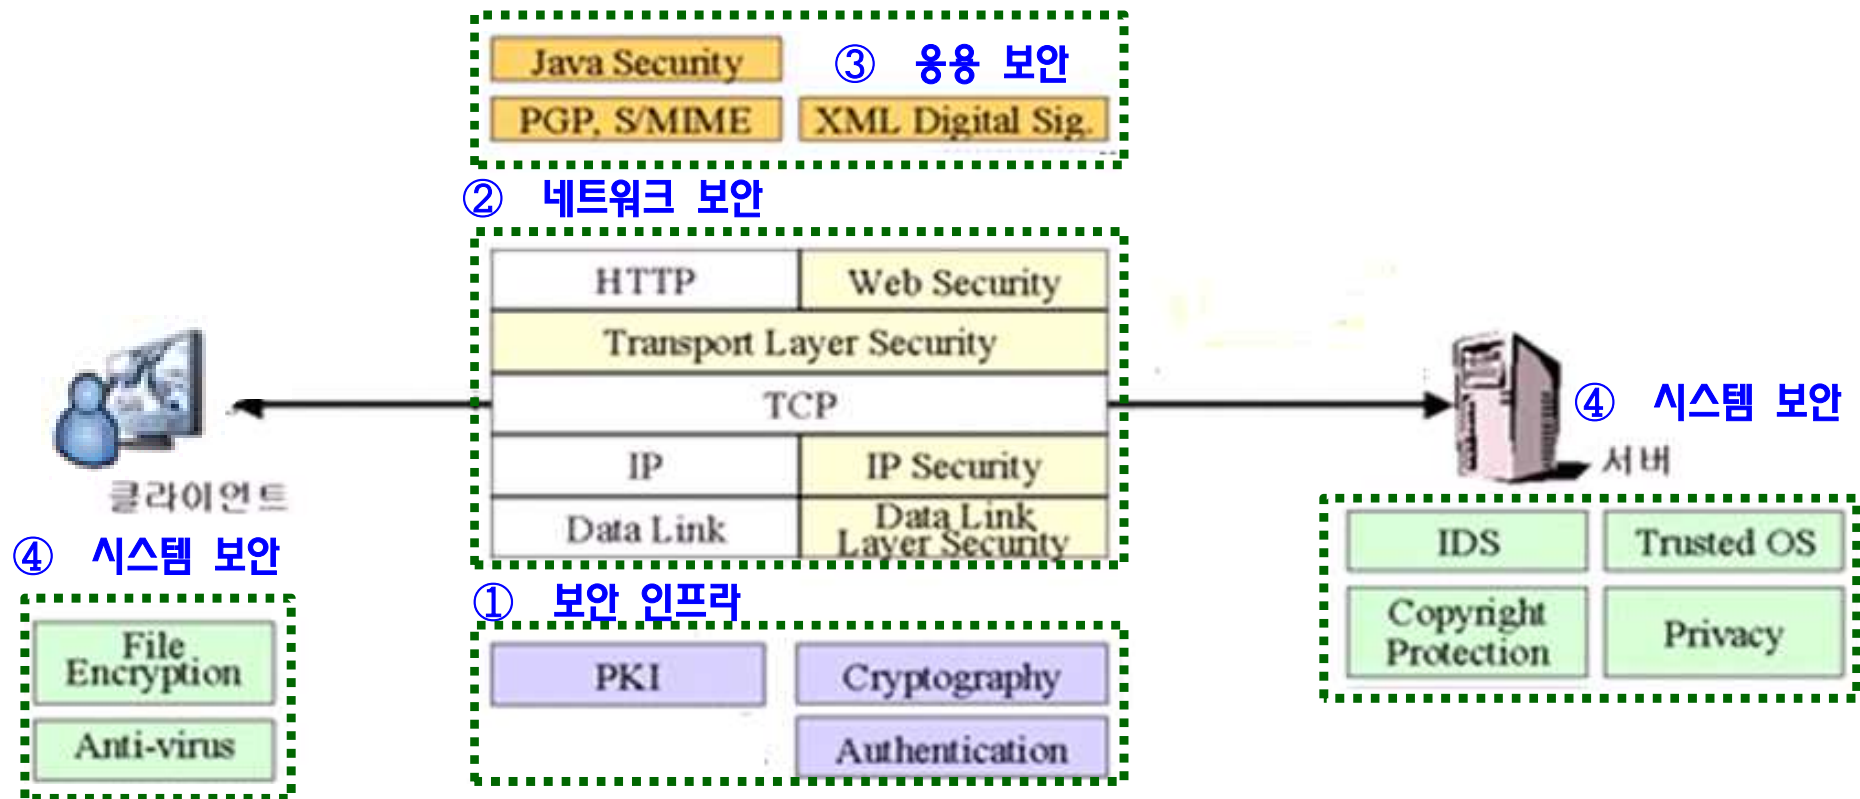 Java Security
③ 응용 보안
PGP, S/MIME
XML Digital Sig.
② 네트워크 보안
HTTP
Web Security
Transport Layer Security
TCP
IP
IP Security
Data Link
Data Link
Layer Security
클라이언트
④ 시스템 보안
File
Encryption
Anti-virus
① 보안 인프라
PKI
Cryptography
Authentication
④ 시스템 보안
서버
IDS
Trusted OS
Copyright
Protection
Privacy